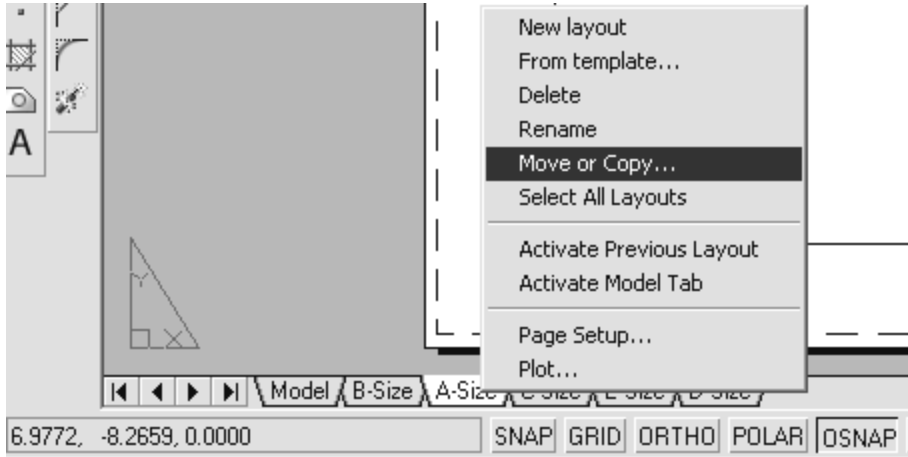 New layout
From template...
Delete
Rename
Move or Copy...
Select All Layouts
Activate Previous Layout
Activate Model Tab
Page Setup...
Plot...
A
Y
X
Model B-Size A-Size
6.9772, -8.2659, 0.0000 SNAP GRID ORTHO POLAR OSNAP